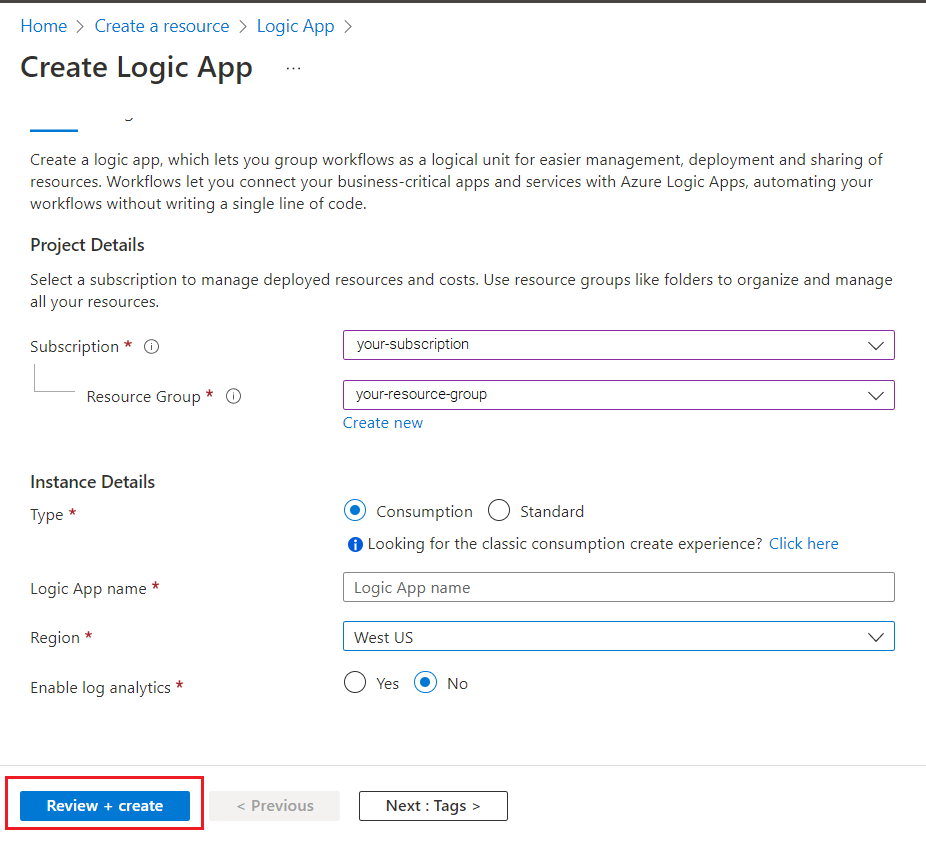 Home > Create a resource > Logic App >
Create Logic App ...
Create a logic app, which lets you group workflows as a logical unit for easier management, deployment and sharing of
resources. Workflows let you connect your business-critical apps and services with Azure Logic Apps, automating your
workflows without writing a single line of code.
Project Details
Select a subscription to manage deployed resources and costs. Use resource groups like folders to organize and manage
all your resources.
Subscription * your-subscription
Resource Group * your-resource-group
Create new
Instance Details
Type * Consumption Standard
Looking for the classic consumption create experience? Click here
Logic App name * Logic App name
Region * West US
Enable log analytics * Yes No
Review + create < Previous Next : Tags >